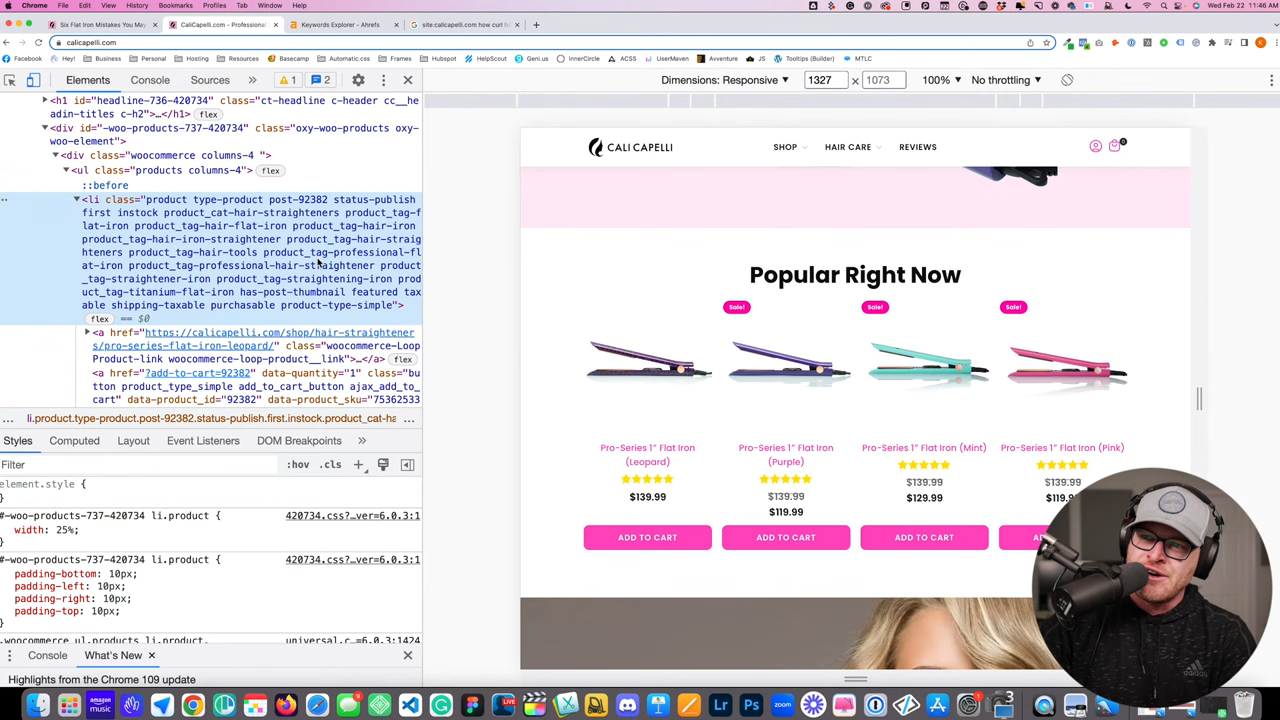 Chrome File Edit View History Bookmarks Profiles Tab Window Help
Wed Feb 22 11:46 AM
Six Flat Iron Mistakes You May
CaliCapelli.com - Professional
Keywords Explorer - Ahrefs
site:calicapelli.com how curl h
calicapelli.com
Facebook Hey! Business Personal Hosting Resources Basecamp Automatic.css Frames Hubspot HelpScout Geni.us InnerCircle ACSS UserMaven Avventure Tooltips (Builder) MTLC
Elements Console Sources 1 2
Dimensions: Responsive 1327 × 1073 100% No throttling
<h1 id="headline-736-420734" class="ct-headline c-header cc__he
adin-titles c-h2">…</h1> flex
<div id="-woo-products-737-420734" class="oxy-woo-products oxy-
woo-element">
<div class="woocommerce columns-4 ">
<ul class="products columns-4"> flex
::before
<li class="product type-product post-92382 status-publish
first instock product_cat-hair-straighteners product_tag-f
lat-iron product_tag-hair-flat-iron product_tag-hair-iron
product_tag-hair-iron-straightener product_tag-hair-straig
hteners product_tag-hair-tools product_tag-professional-fl
at-iron product_tag-professional-hair-straightener product
_tag-straightener-iron product_tag-straightening-iron prod
uct_tag-titanium-flat-iron has-post-thumbnail featured tax
able shipping-taxable purchasable product-type-simple">
flex == $0
<a href="https://calicapelli.com/shop/hair-straightener
s/pro-series-flat-iron-leopard/" class="woocommerce-Loop
Product-link woocommerce-loop-product__link">…</a> flex
<a href="?add-to-cart=92382" data-quantity="1" class="but
ton product_type_simple add_to_cart_button ajax_add_to_
cart" data-product_id="92382" data-product_sku="75362533
… li.product.type-product.post-92382.status-publish.first.instock.product_cat-ha …
Styles Computed Layout Event Listeners DOM Breakpoints
Filter :hov .cls
element.style {
}
#-woo-products-737-420734 li.product { 420734.css?…ver=6.0.3:1
width: 25%;
}
#-woo-products-737-420734 li.product { 420734.css?…ver=6.0.3:1
padding-bottom: 10px;
padding-left: 10px;
padding-right: 10px;
padding-top: 10px;
}
.woocommerce ul.products li.product, universal.c…=6.0.3:1424
Console What's New
Highlights from the Chrome 109 update
CALI CAPELLI SHOP HAIR CARE REVIEWS 0
Popular Right Now
Sale! Sale! Sale!
Pro-Series 1″ Flat Iron
(Leopard)
$139.99
ADD TO CART
Pro-Series 1″ Flat Iron
(Purple)
$139.99
$119.99
ADD TO CART
Pro-Series 1″ Flat Iron (Mint)
$139.99
$129.99
ADD TO CART
Pro-Series 1″ Flat Iron (Pink)
$139.99
$119.9